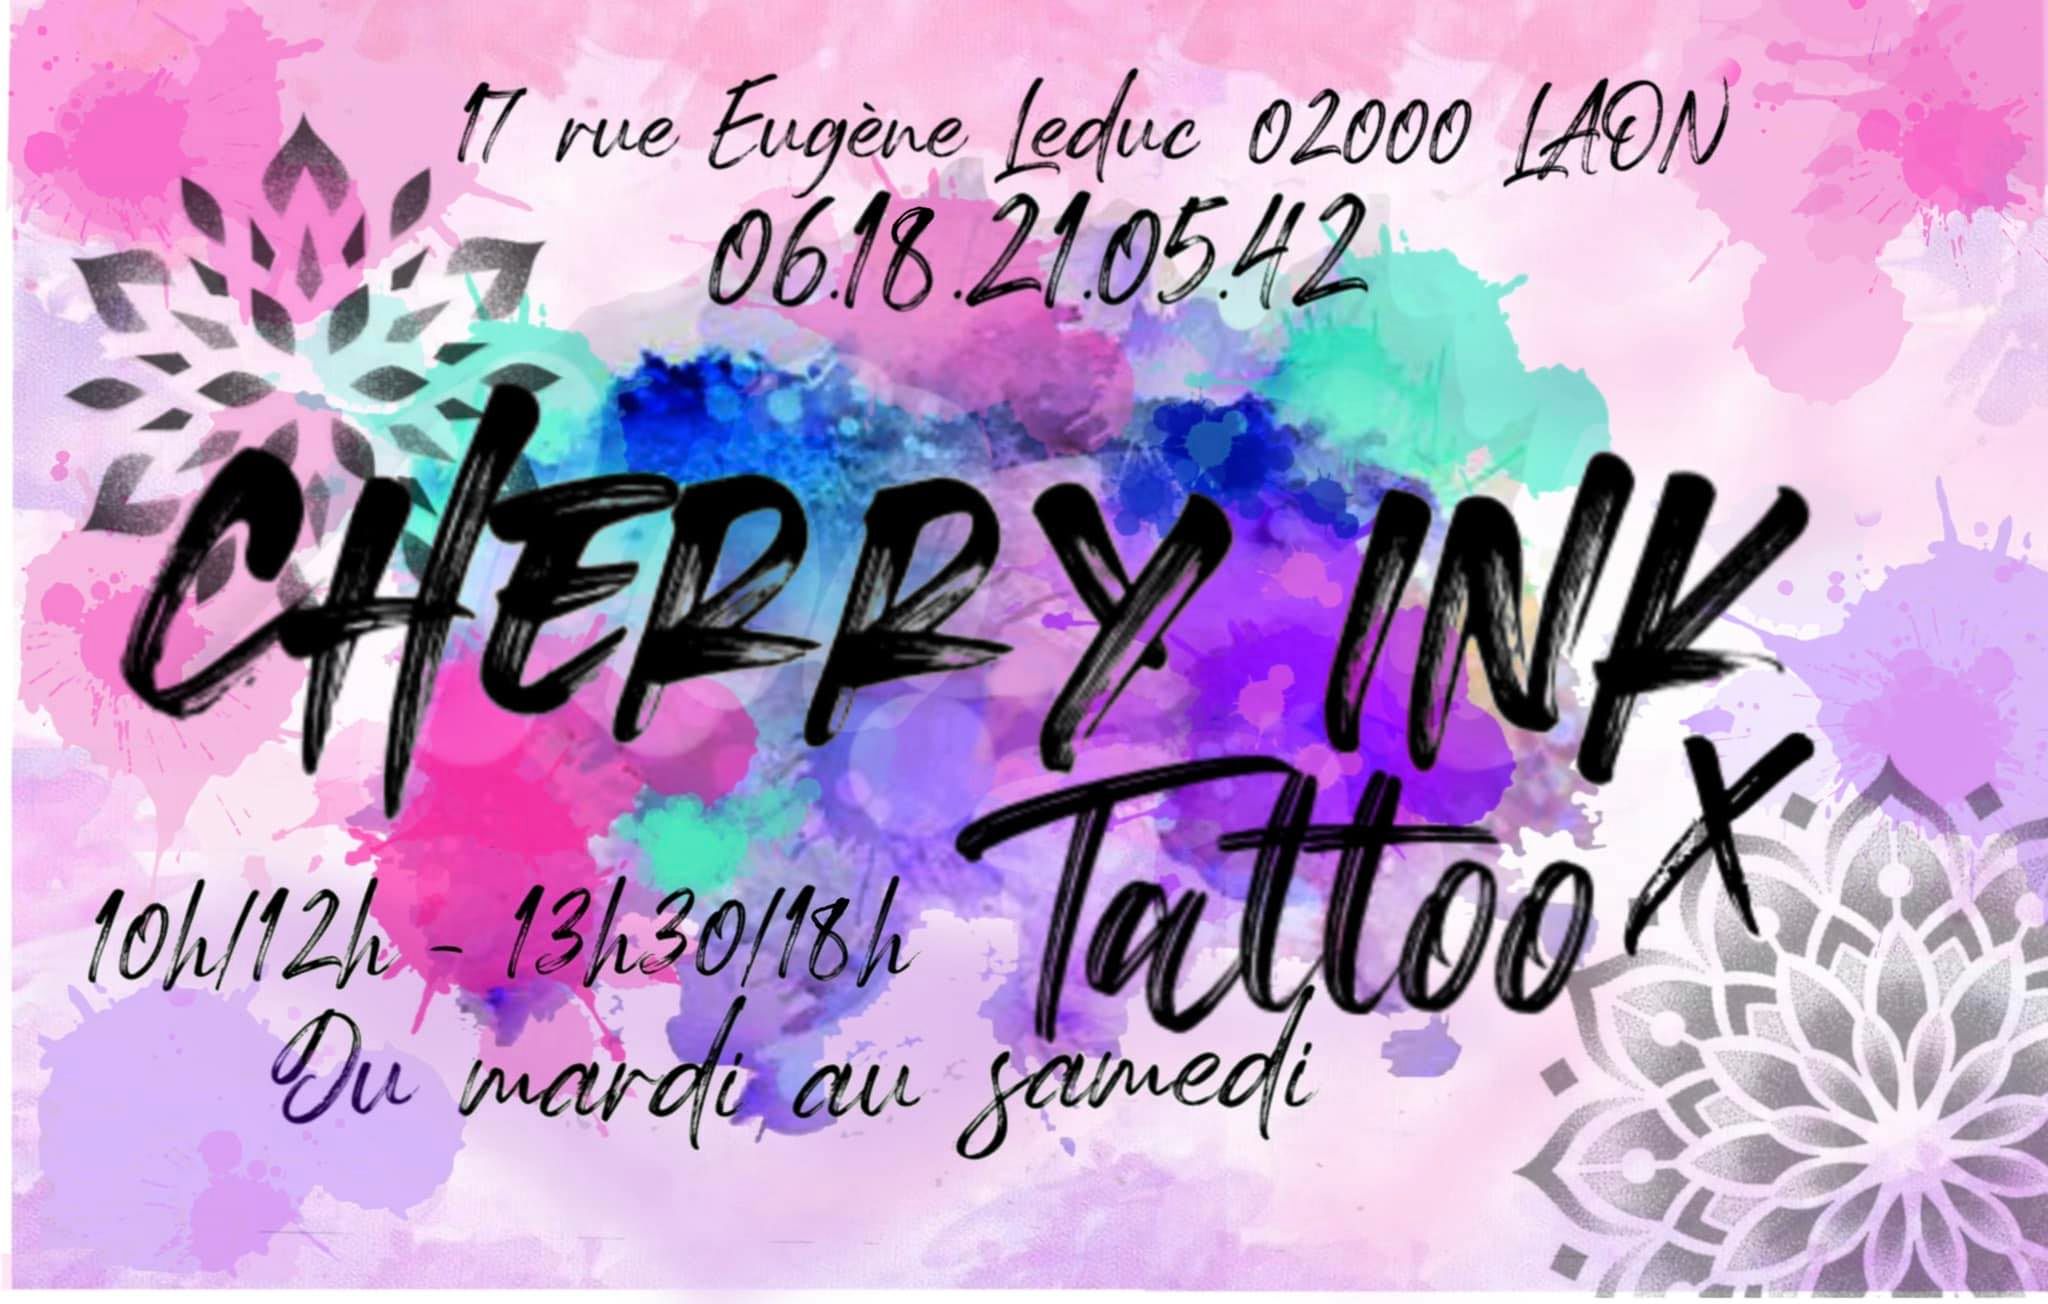 17 rue Eugène Leduc 02000 LAON
06.18.21.05.42
CHERRY INK
Tattoo X
10h/12h - 13h30/18h
Du mardi au samedi